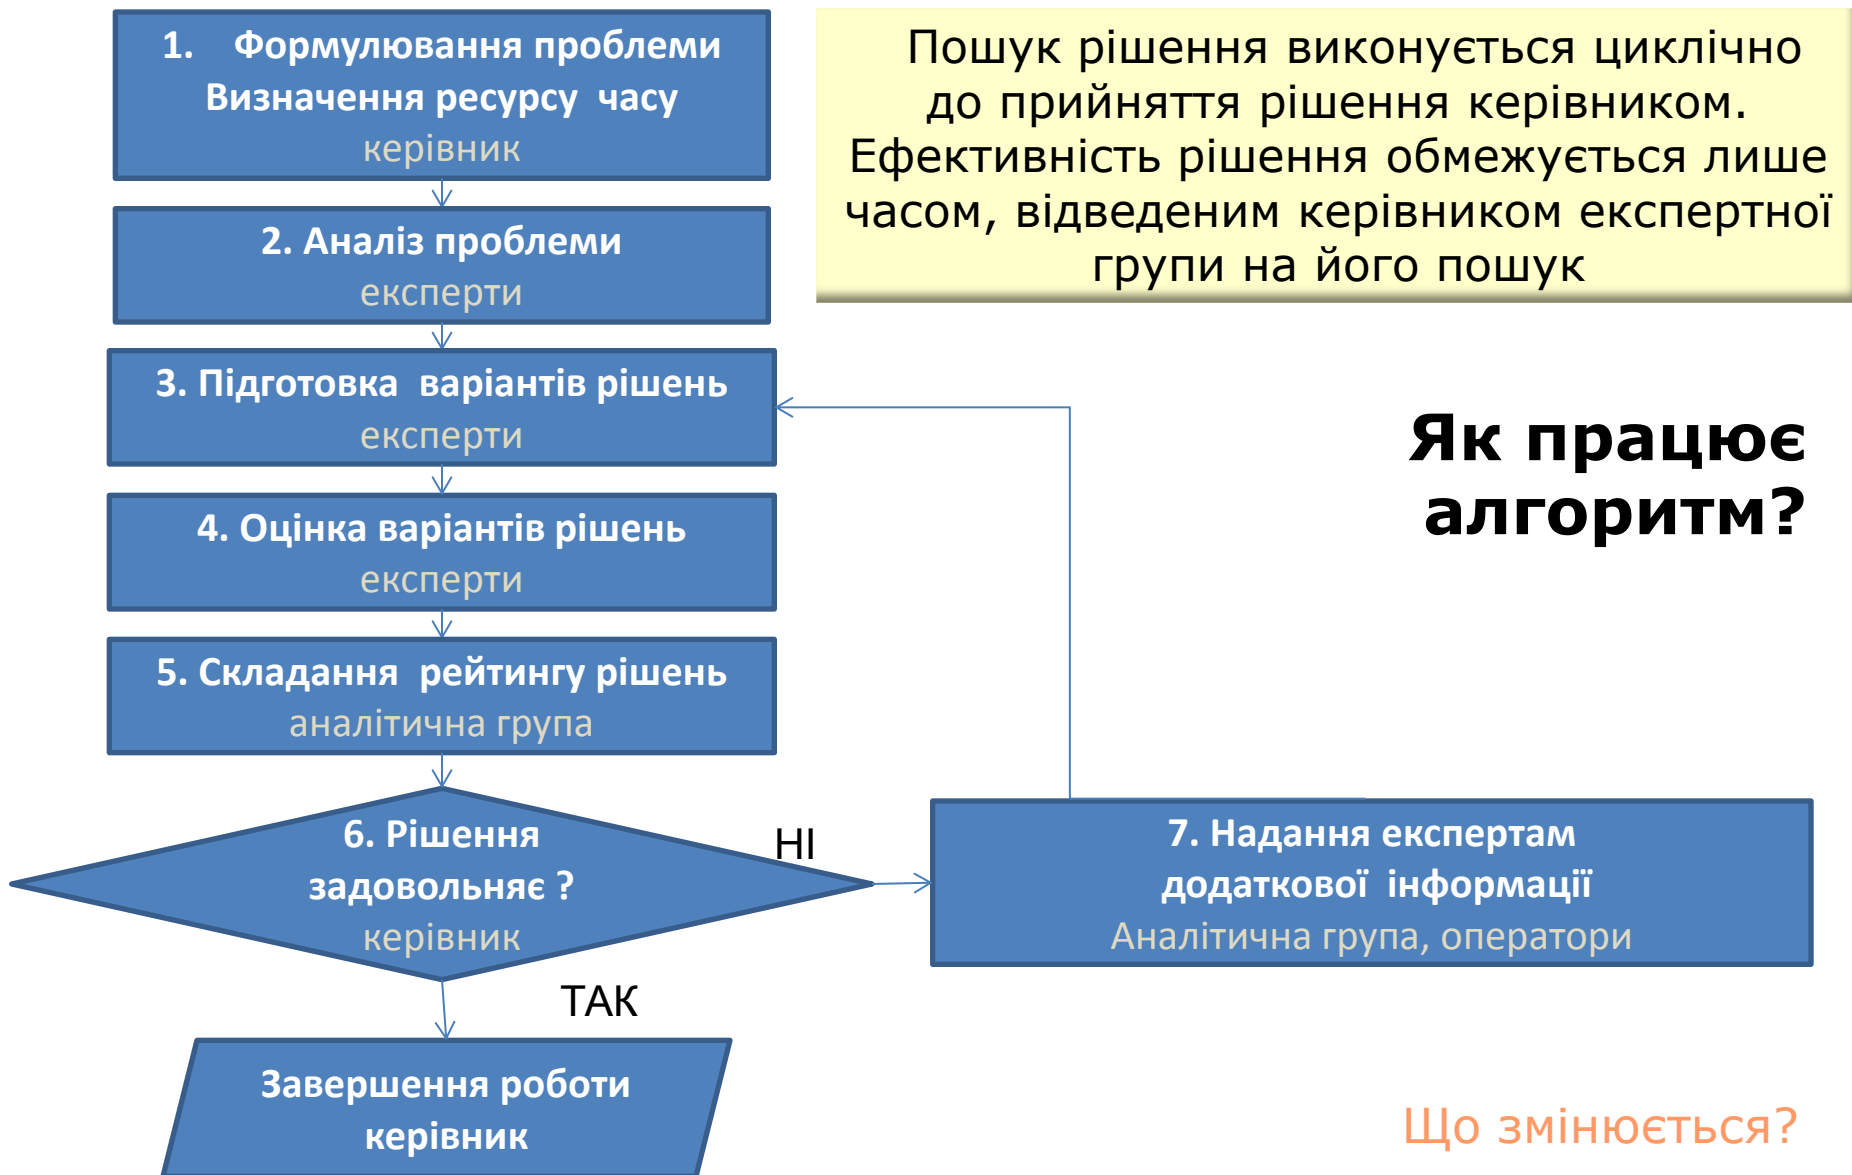 1. Формулювання проблеми
Визначення ресурсу часу
керівник
2. Аналіз проблеми
експерти
3. Підготовка варіантів рішень
експерти
4. Оцінка варіантів рішень
експерти
5. Складання рейтингу рішень
аналітична група
6. Рішення
задовольняє ?
керівник
НІ
ТАК
7. Надання експертам
додаткової інформації
Аналітична група, оператори
Завершення роботи
керівник
Пошук рішення виконується циклічно
до прийняття рішення керівником.
Ефективність рішення обмежується лише
часом, відведеним керівником експертної
групи на його пошук
Як працює
алгоритм?
Що змінюється?